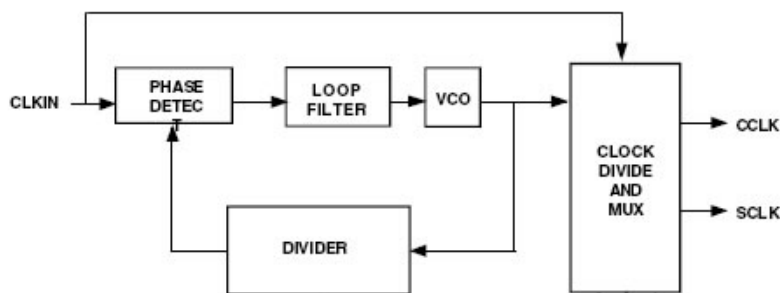 CLKIN
PHASE
DETEC
T
LOOP
FILTER
VCO
CLOCK
DIVIDE
AND
MUX
CCLK
SCLK
DIVIDER